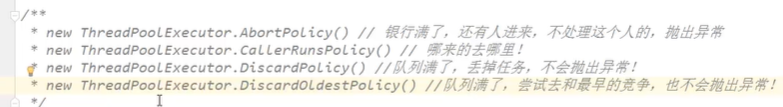 /**
* new ThreadPoolExecutor.AbortPolicy() // 银行满了，还有人进来，不处理这个人的，抛出异常
* new ThreadPoolExecutor.CallerRunsPolicy() // 哪来的去哪里！
* new ThreadPoolExecutor.DiscardPolicy() //队列满了，丢掉任务，不会抛出异常！
* new ThreadPoolExecutor.DiscardOldestPolicy() //队列满了，尝试去和最早的竞争，也不会抛出异常！
*/